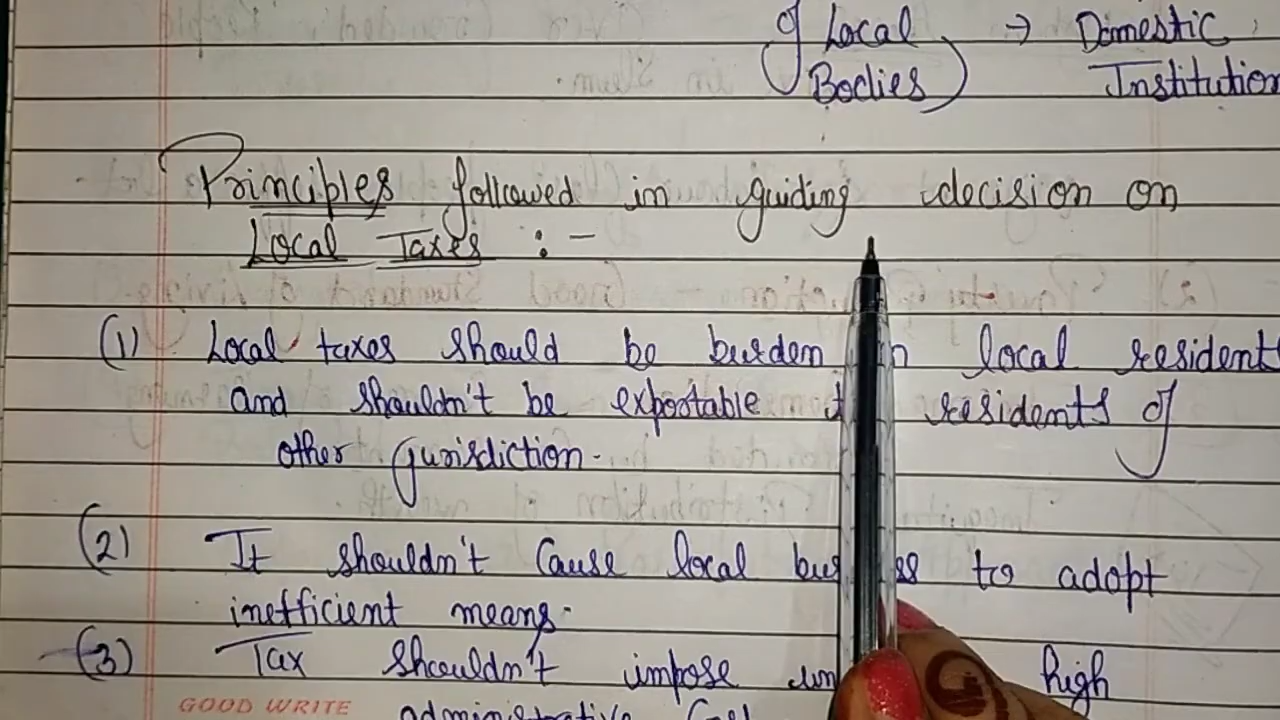 of Local → Domestic
Bodies) Institution
Principles followed in guiding decision on
Local Taxes :-
(1) Local taxes should be burden local resident
and shouldn't be exportable residents of
other jurisdiction.
(2) It shouldn't cause local to adopt
inefficient means.
(3) Tax shouldn't impose high
GOOD WRITE
administrative